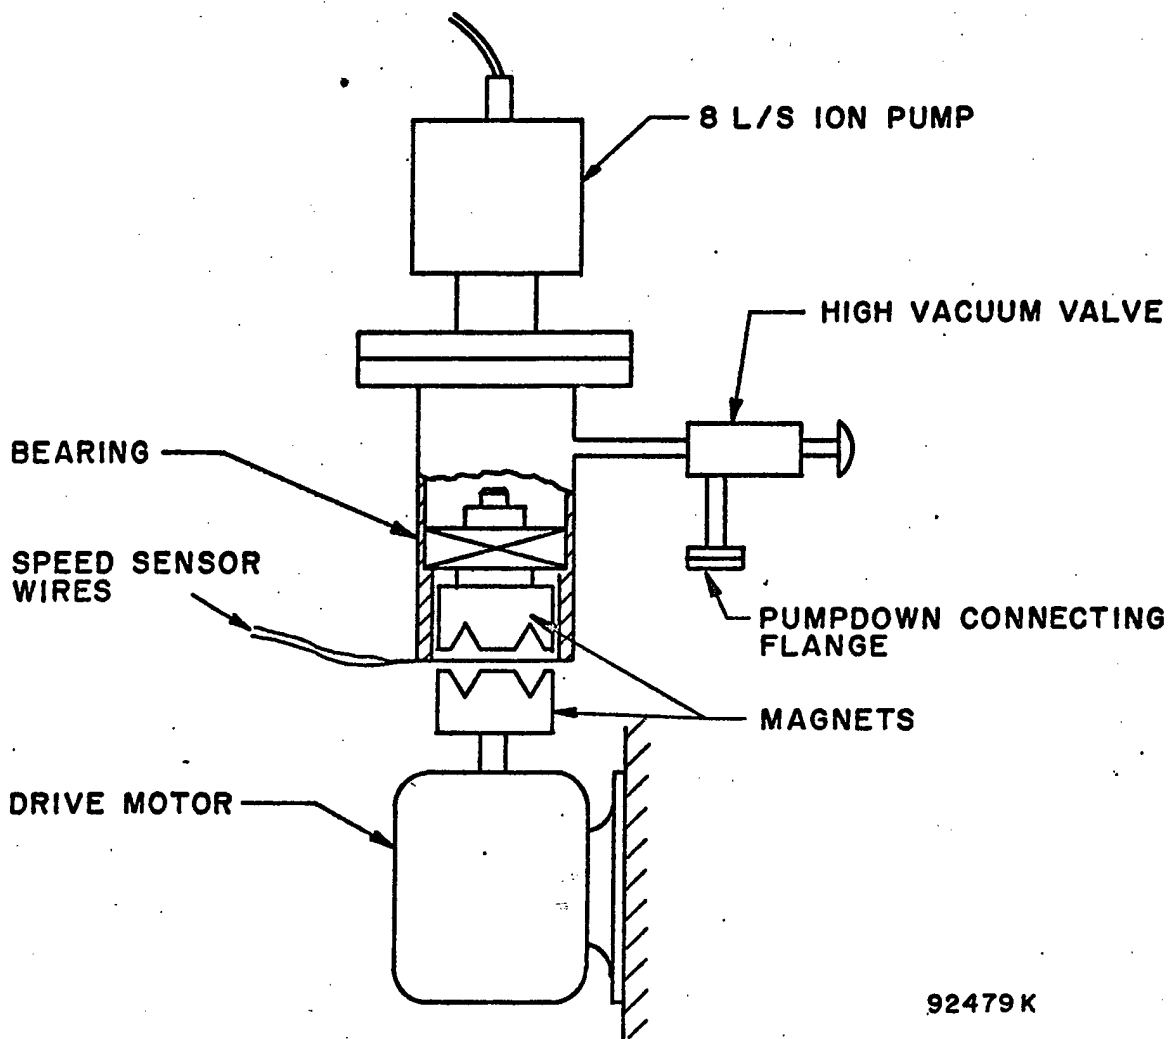 8 L/S ION PUMP
HIGH VACUUM VALVE
BEARING
SPEED SENSOR
WIRES
PUMPDOWN CONNECTING
FLANGE
MAGNETS
DRIVE MOTOR
92479K